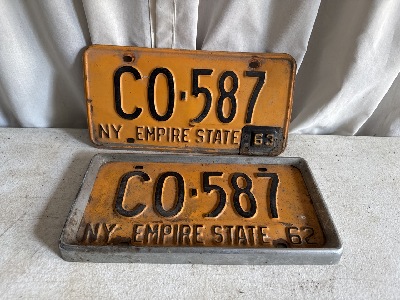 CO·587
NY EMPIRE STATE 63
CO·587
NY EMPIRE STATE 62